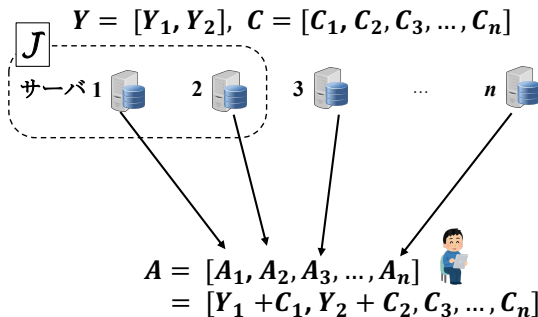 Y = [Y₁, Y₂], C = [C₁, C₂, C₃, ..., Cₙ]
𝒥
サーバ 1 2 3 ... n
A = [A₁, A₂, A₃, ..., Aₙ]
= [Y₁ +C₁, Y₂ + C₂, C₃, ..., Cₙ]